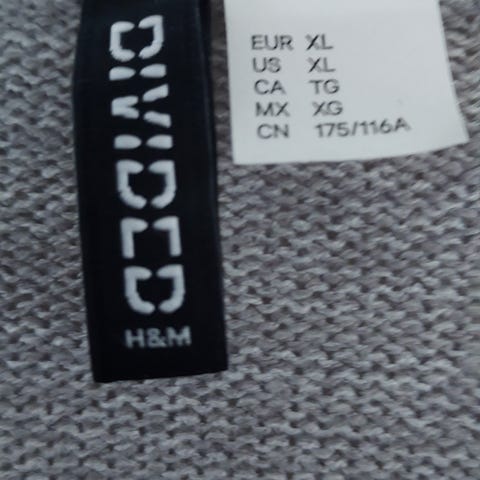 DIVIDED
H&M
EUR XL
US XL
CA TG
MX XG
CN 175/116A